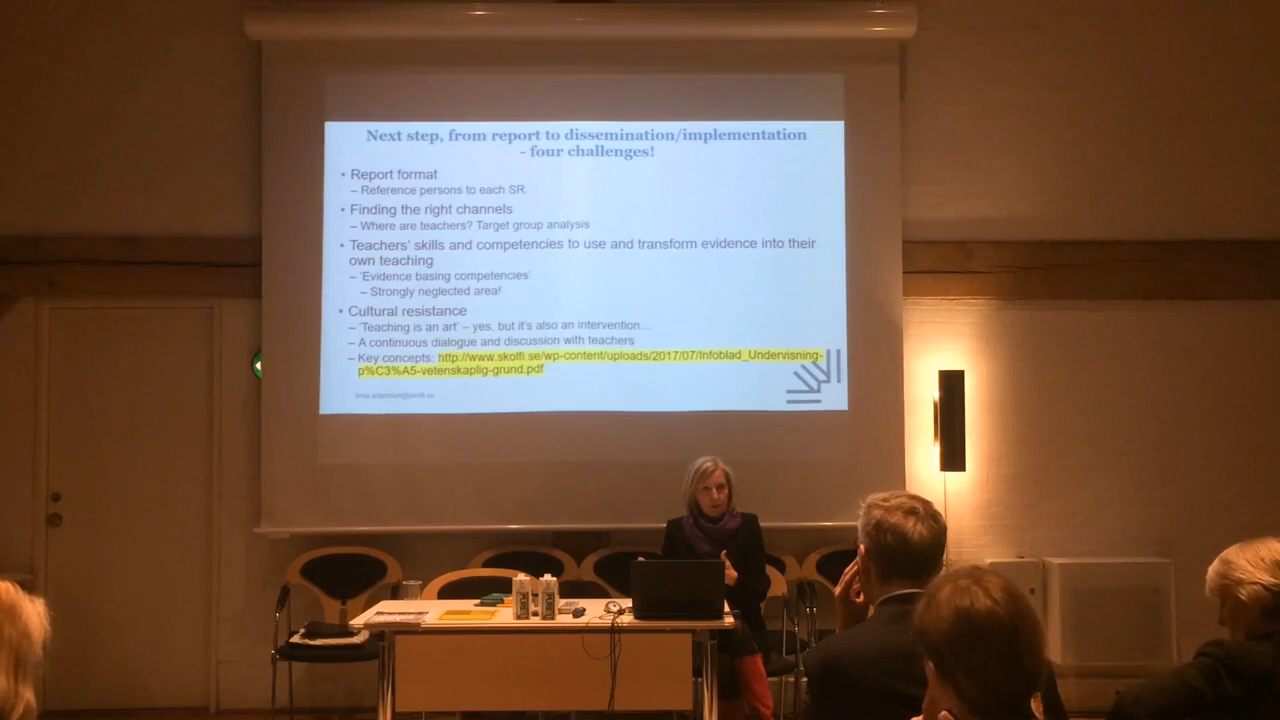 Next step, from report to dissemination/implementation
- four challenges!
• Report format
– Reference persons to each SR
• Finding the right channels
– Where are teachers? Target group analysis
• Teachers' skills and competencies to use and transform evidence into their
own teaching
– 'Evidence basing competencies'
– Strongly neglected area!
• Cultural resistance
– 'Teaching is an art' – yes, but it's also an intervention...
– A continuous dialogue and discussion with teachers
– Key concepts: http://www.skolfi.se/wp-content/uploads/2017/07/Infoblad_Undervisning-
p%C3%A5-vetenskaplig-grund.pdf